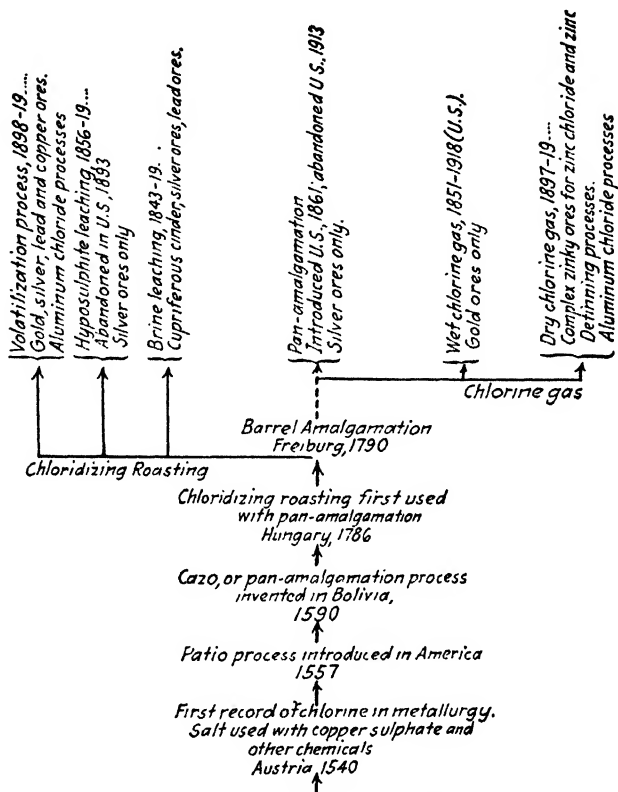 Volatilization process, 1898-19.....
Gold, silver, lead and copper ores.
Aluminum chloride processes
Hyposulphite leaching, 1856-19....
Abandoned in U.S., 1893
Silver ores only
Brine leaching, 1843-19. .
Cupriferous cinder, silver ores, lead ores.
Pan-amalgamation
Introduced U.S., 1861; abandoned U.S., 1913
Silver ores only.
Wet chlorine gas, 1851-1918 (U.S.).
Gold ores only
Dry chlorine gas, 1897-19....
Complex zinky ores for zinc chloride and zinc
Detinning processes.
Aluminum chloride processes
Chlorine gas
Barrel Amalgamation
Freiburg, 1790
Chloridizing Roasting
Chloridizing roasting first used
with pan-amalgamation
Hungary, 1786
Cazo, or pan-amalgamation process
invented in Bolivia,
1590
Patio process introduced in America
1557
First record of chlorine in metallurgy.
Salt used with copper sulphate and
other chemicals
Austria 1540